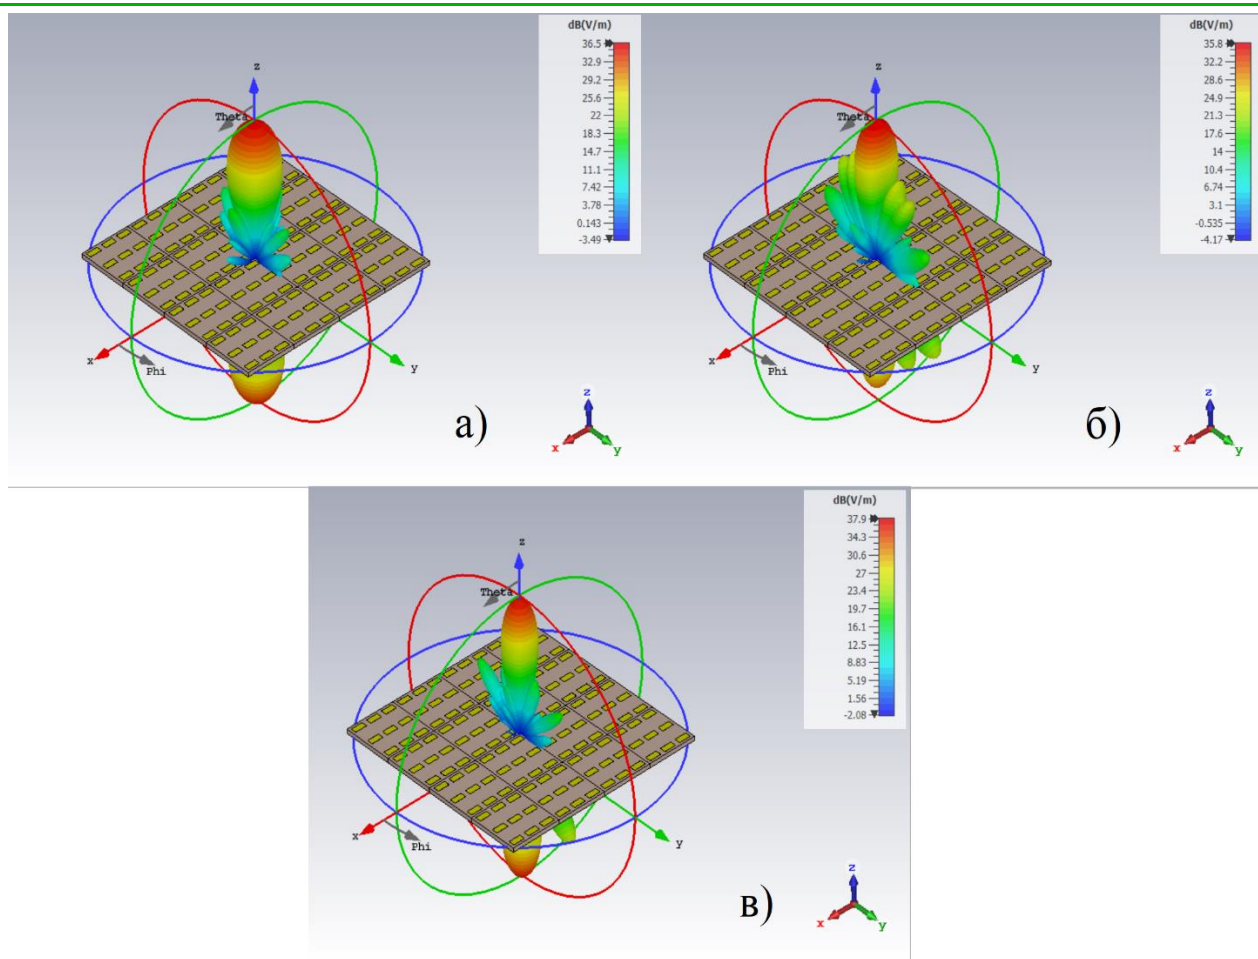 dB(V/m)
36.5
32.9
29.2
25.6
22
18.3
14.7
11.1
7.42
3.78
0.143
-3.49
z
Theta
x
Phi
y
а)
z
x
y
dB(V/m)
35.8
32.2
28.6
24.9
21.3
17.6
14
10.4
6.74
3.1
-0.535
-4.17
z
Theta
x
Phi
y
б)
z
x
y
dB(V/m)
37.9
34.3
30.6
27
23.4
19.7
16.1
12.5
8.83
5.19
1.56
-2.08
z
Theta
x
Phi
y
в)
z
x
y